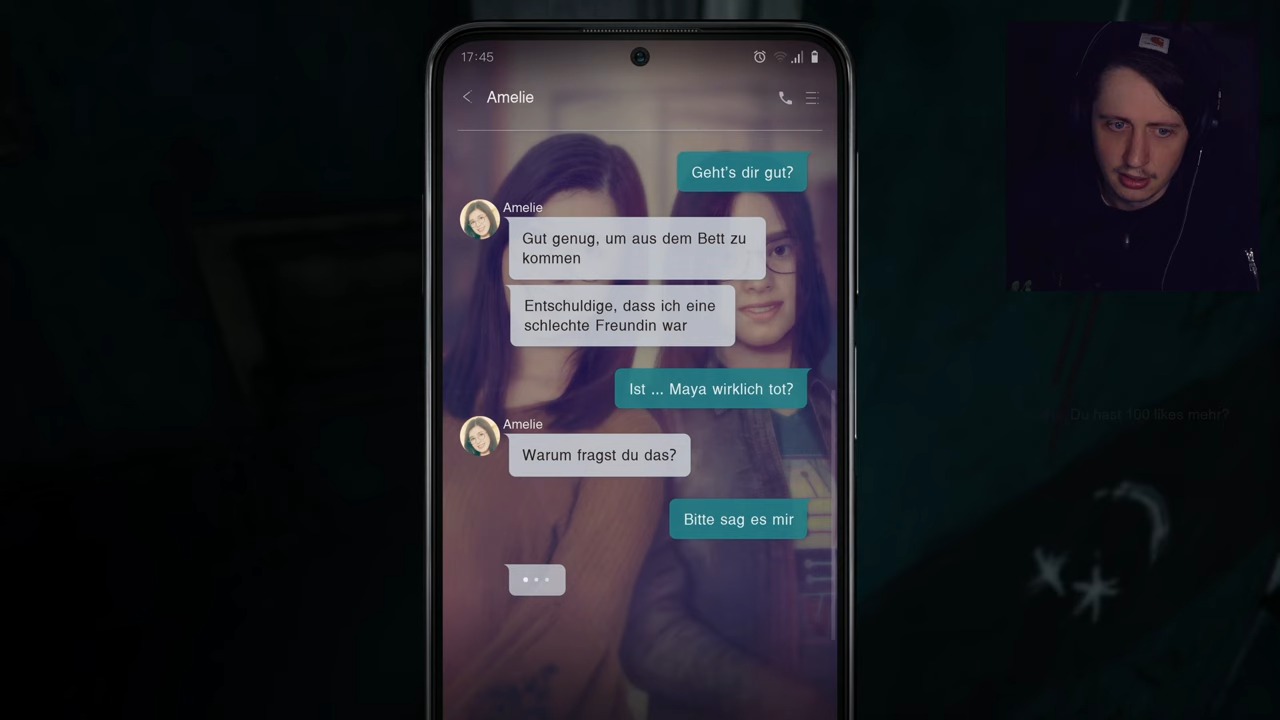 17:45
Amelie
Geht's dir gut?
Amelie
Gut genug, um aus dem Bett zu
kommen
Entschuldige, dass ich eine
schlechte Freundin war
Ist ... Maya wirklich tot?
Amelie
Warum fragst du das?
Bitte sag es mir
Du hast 100 likes mehr?